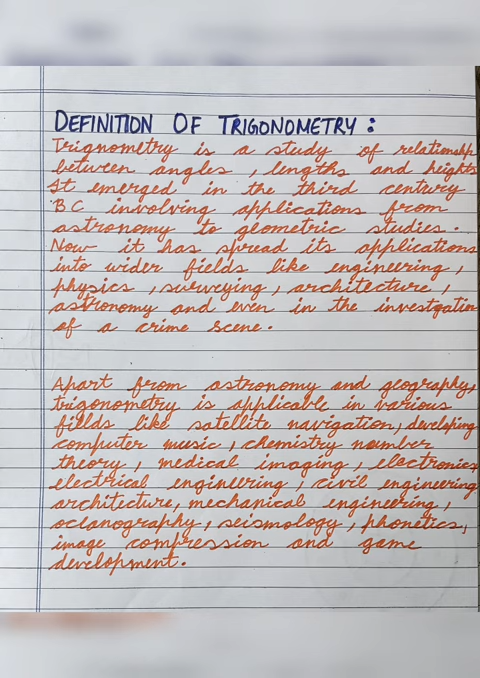 DEFINITION OF TRIGONOMETRY :
Trignometry is a study of relationship
between angles , lengths and heights
It emerged in the third century
BC involving applications from
astronomy to geometric studies .
Now it has spread its applications
into wider fields like engineering ,
physics , surveying , architecture ,
astronomy and even in the investgation
of a crime scene .
Apart from astronomy and geography,
trigonometry is applicable in various
fields like satellite navigation, developing
computer music , chemistry number
theory , medical imaging , electronics
electrical engineering , civil engineering
architecture, mechanical engineering ,
oceanography, seismology, phonetics,
image compression and game
development .